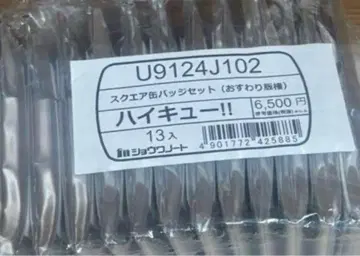 U9124J102
スクエア缶バッジセット（おすわり豚種）
ハイキュー!!
6,500円
13入
ショウワノート
4 901772 425885